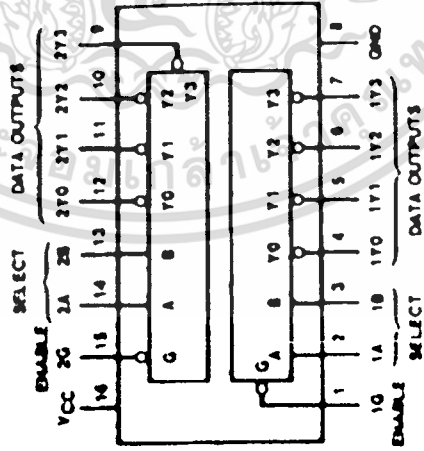 DATA OUTPUTS
SELECT
ENABLE
VCC 2G 2A 2B 2Y0 2Y1 2Y2 2Y3
16 15 14 13 12 11 10 9
G A B Y0 Y1 Y2
Y3
G
A B Y0 Y1 Y2 Y3
1 2 3 4 5 6 7 8
1G 1A 1B 1Y0 1Y1 1Y2 1Y3 GND
ENABLE
SELECT
DATA OUTPUTS